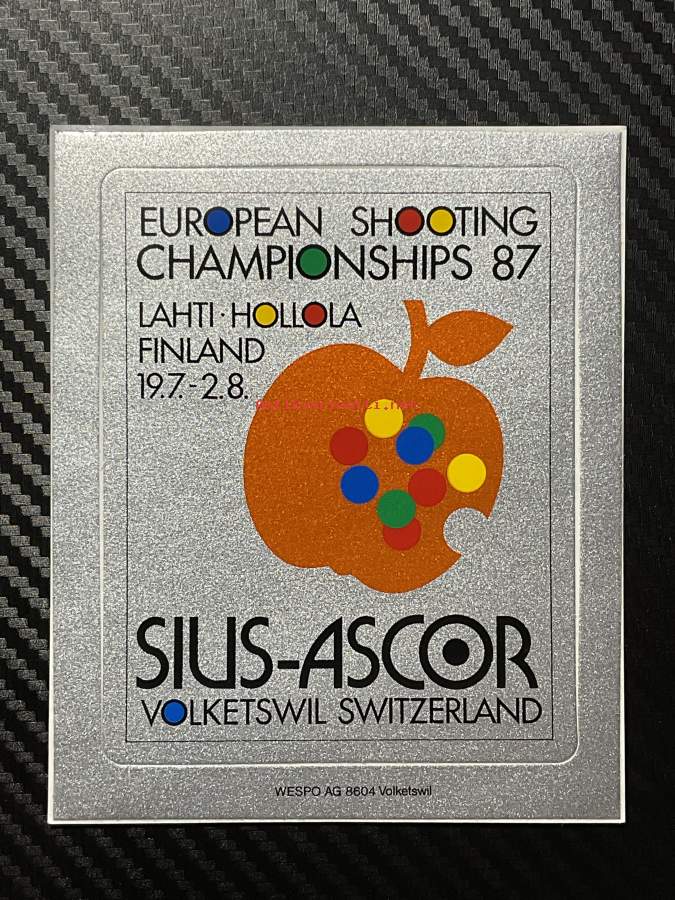 EUROPEAN SHOOTING
CHAMPIONSHIPS 87
LAHTI · HOLLOLA
FINLAND
19.7.-2.8.
SIUS-ASCOR
VOLKETSWIL SWITZERLAND
WESPO AG 8604 Volketswil